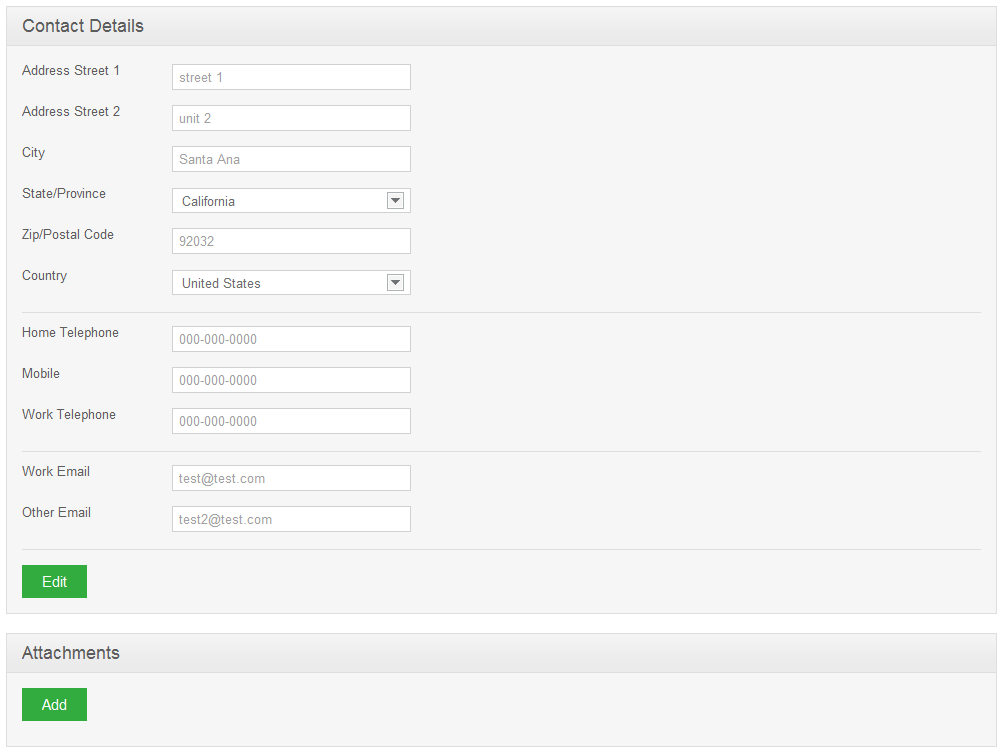 Contact Details
Address Street 1 street 1
Address Street 2 unit 2
City Santa Ana
State/Province California
Zip/Postal Code 92032
Country United States
Home Telephone 000-000-0000
Mobile 000-000-0000
Work Telephone 000-000-0000
Work Email test@test.com
Other Email test2@test.com
Edit
Attachments
Add